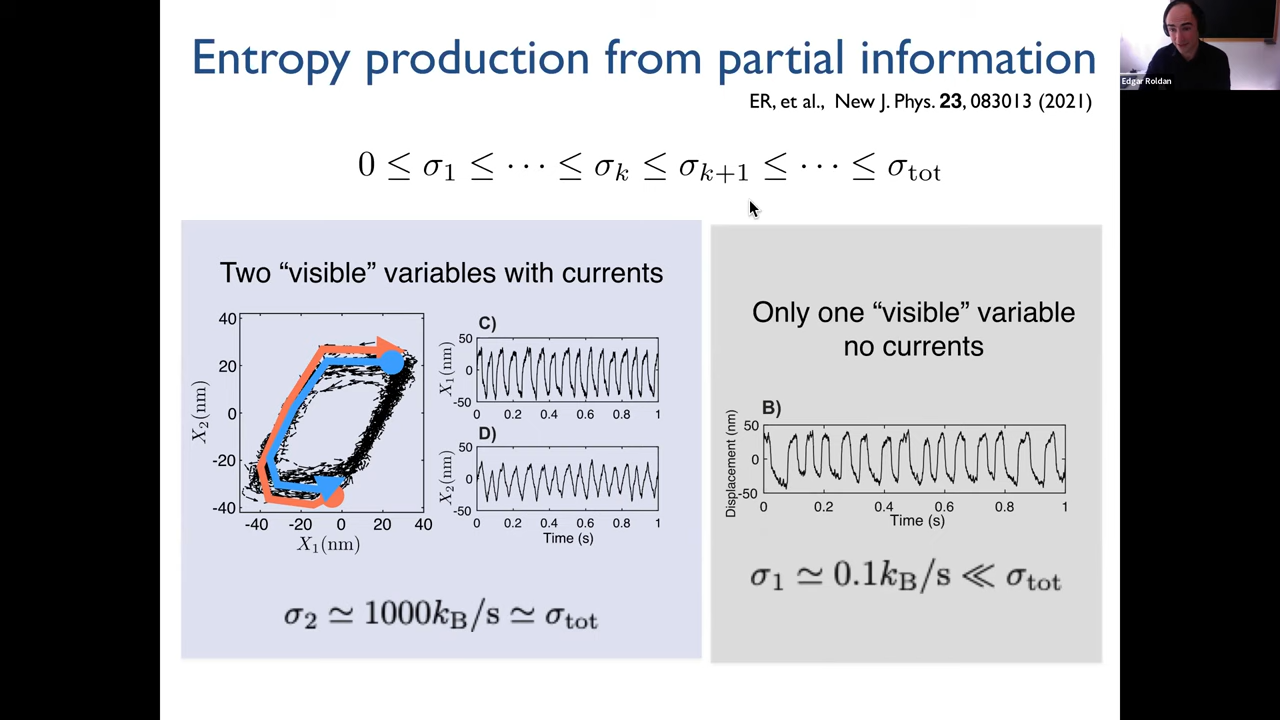 Entropy production from partial information
Edgar Roldan
ER, et al., New J. Phys. 23, 083013 (2021)
0 ≤ σ₁ ≤ ··· ≤ σₖ ≤ σₖ₊₁ ≤ ··· ≤ σ_tot
Two “visible” variables with currents
40
20
0
-20
-40
X₂(nm)
-40 -20 0 20 40
X₁(nm)
C)
50
0
-50
X₁(nm)
0 0.2 0.4 0.6 0.8 1
D)
50
0
-50
X₂(nm)
0 0.2 0.4 0.6 0.8 1
Time (s)
σ₂ ≃ 1000k_B/s ≃ σ_tot
Only one “visible” variable
no currents
B)
50
0
-50
Displacement (nm)
0 0.2 0.4 0.6 0.8 1
Time (s)
σ₁ ≃ 0.1k_B/s ≪ σ_tot